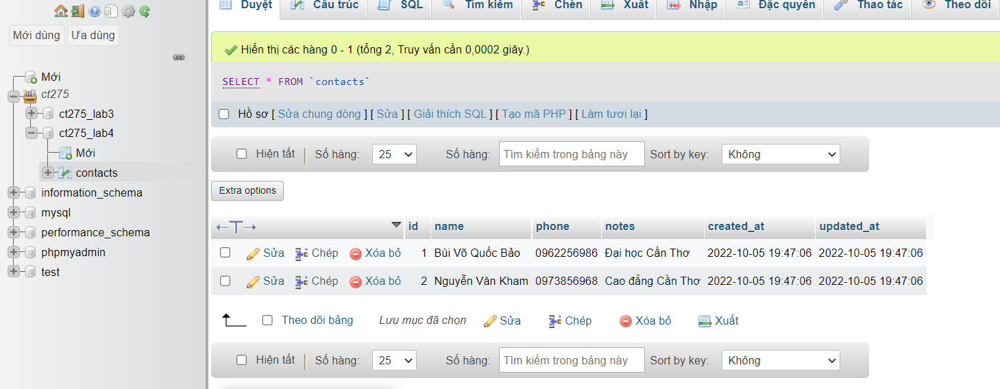 Duyệt Cấu trúc SQL Tìm kiếm Chèn Xuất Nhập Đặc quyền Thao tác Theo dõi
Mới dùng Ưa dùng
Mới
ct275
ct275_lab3
ct275_lab4
Mới
contacts
information_schema
mysql
performance_schema
phpmyadmin
test
Hiển thị các hàng 0 - 1 (tổng 2, Truy vấn cần 0,0002 giây.)
SELECT * FROM `contacts`
Hồ sơ [ Sửa chung dòng ] [ Sửa ] [ Giải thích SQL ] [ Tạo mã PHP ] [ Làm tươi lại ]
Hiện tất Số hàng: 25 Số hàng: Tìm kiếm trong bảng này Sort by key: Không
Extra options
←T→ id name phone notes created_at updated_at
Sửa Chép Xóa bỏ 1 Bùi Võ Quốc Bảo 0962256986 Đại học Cần Thơ 2022-10-05 19:47:06 2022-10-05 19:47:06
Sửa Chép Xóa bỏ 2 Nguyễn Văn Kham 0973856968 Cao đẳng Cần Thơ 2022-10-05 19:47:06 2022-10-05 19:47:06
Theo dõi bảng Lưu mục đã chọn Sửa Chép Xóa bỏ Xuất
Hiện tất Số hàng: 25 Số hàng: Tìm kiếm trong bảng này Sort by key: Không